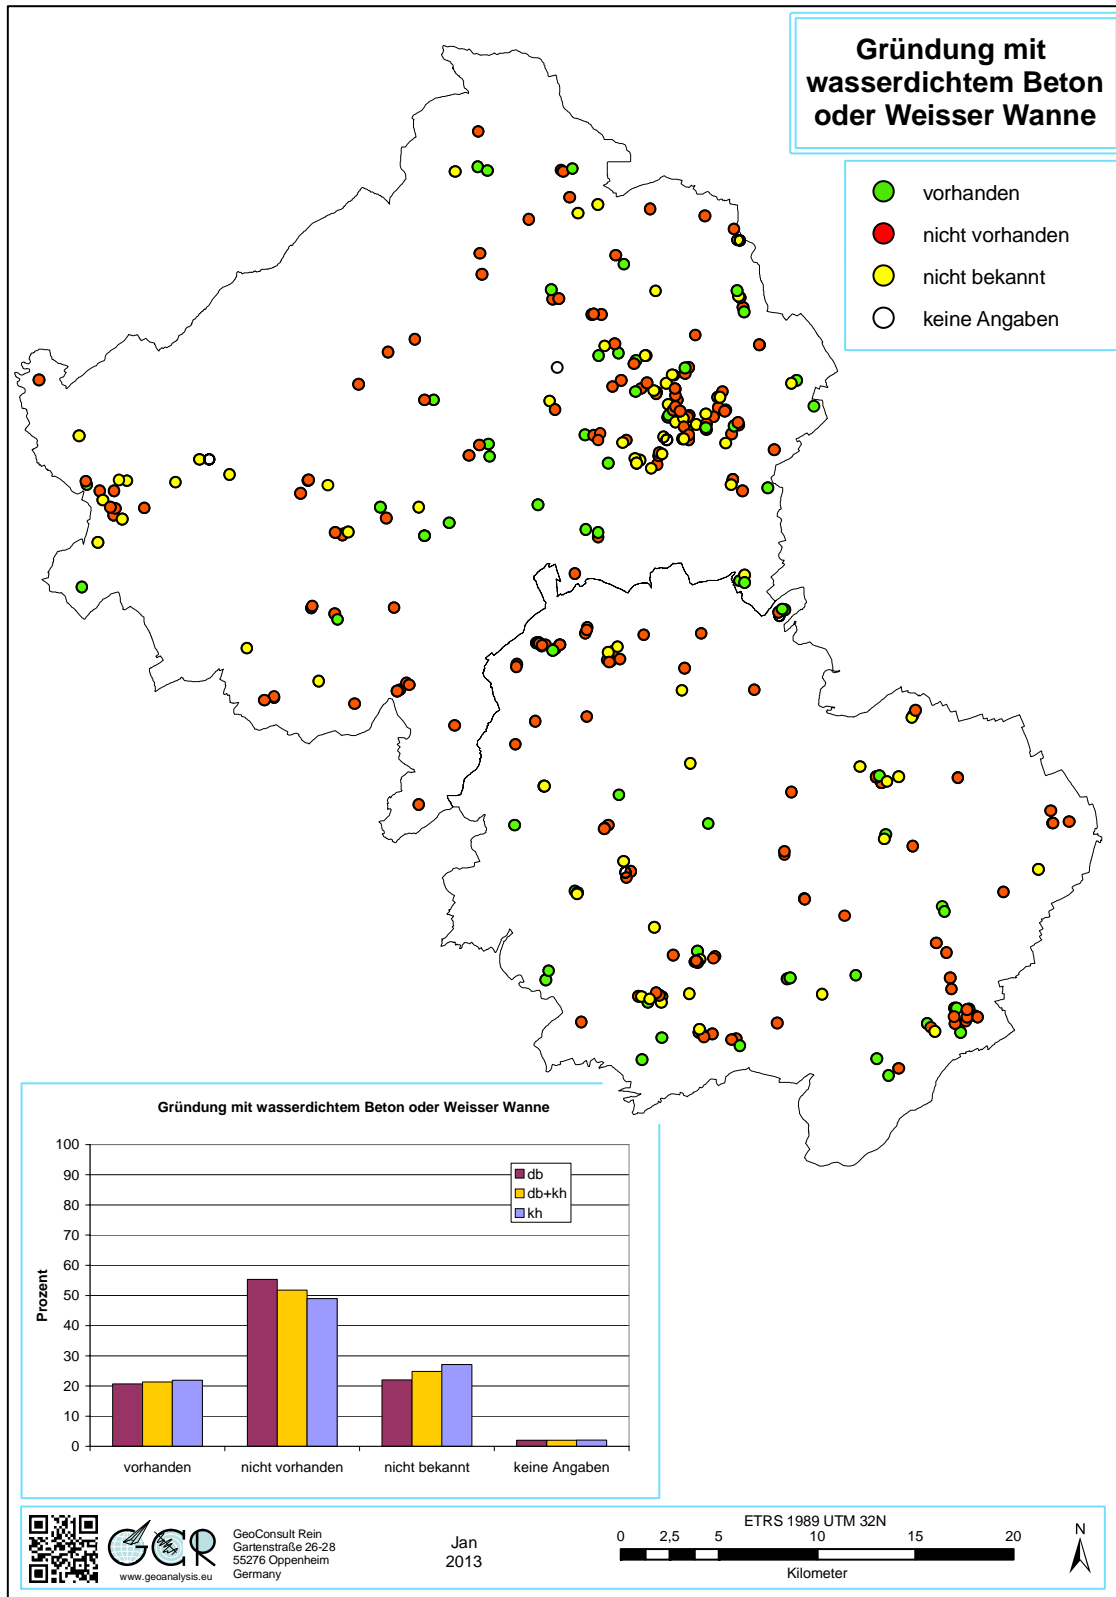 Gründung mit
wasserdichtem Beton
oder Weisser Wanne
vorhanden
nicht vorhanden
nicht bekannt
keine Angaben
Gründung mit wasserdichtem Beton oder Weisser Wanne
100
90
80
70
60
50
40
30
20
10
0
Prozent
db
db+kh
kh
vorhanden
nicht vorhanden
nicht bekannt
keine Angaben
GCR
www.geoanalysis.eu
GeoConsult Rein
Gartenstraße 26-28
55276 Oppenheim
Germany
Jan
2013
ETRS 1989 UTM 32N
0 2,5 5 10 15 20
Kilometer
N